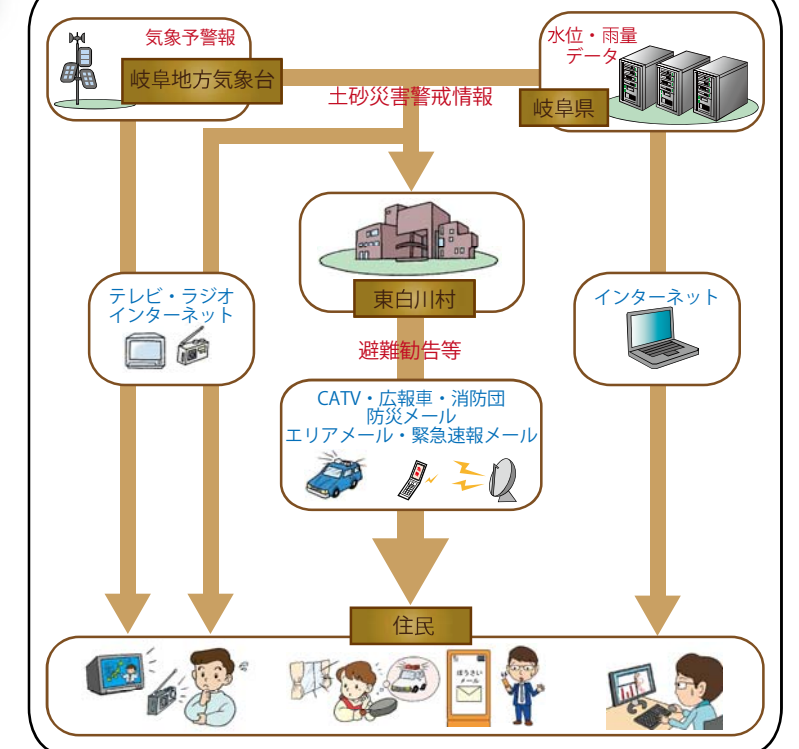 気象予警報
岐阜地方気象台
水位・雨量
データ
岐阜県
土砂災害警戒情報
東白川村
テレビ・ラジオ
インターネット
インターネット
避難勧告等
CATV・広報車・消防団
防災メール
エリアメール・緊急速報メール
住民
ぼうさい
メール